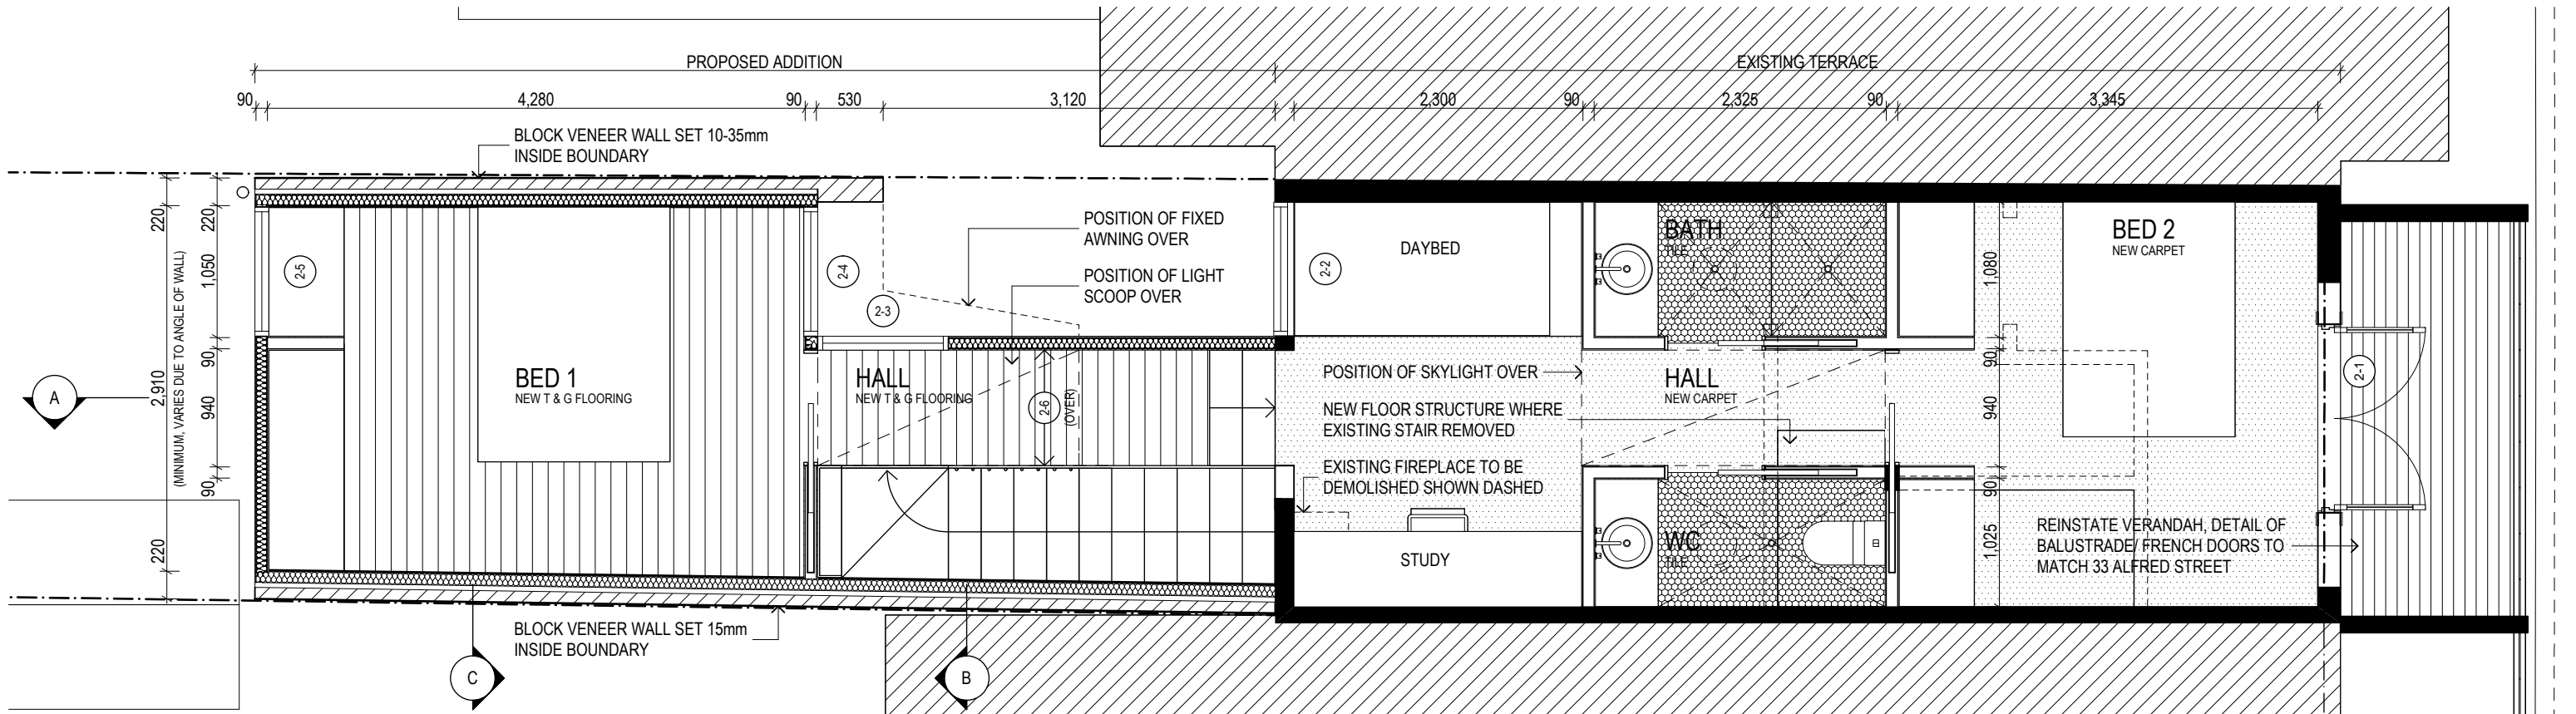 PROPOSED ADDITION
EXISTING TERRACE
90
4,280
90
530
3,120
2,300
90
2,325
90
3,345
BLOCK VENEER WALL SET 10-35mm
INSIDE BOUNDARY
220
1,050
90
940
90
220
2,910
220
(MINIMUM, VARIES DUE TO ANGLE OF WALL)
2-5
BED 1
NEW T & G FLOORING
2-4
2-3
POSITION OF FIXED
AWNING OVER
POSITION OF LIGHT
SCOOP OVER
HALL
NEW T & G FLOORING
2-6
(OVER)
2-2
DAYBED
BATH
TILE
BED 2
NEW CARPET
1,080
90
940
90
1,025
2-1
POSITION OF SKYLIGHT OVER
NEW FLOOR STRUCTURE WHERE
EXISTING STAIR REMOVED
EXISTING FIREPLACE TO BE
DEMOLISHED SHOWN DASHED
HALL
NEW CARPET
STUDY
WC
TILE
REINSTATE VERANDAH, DETAIL OF
BALUSTRADE/ FRENCH DOORS TO
MATCH 33 ALFRED STREET
BLOCK VENEER WALL SET 15mm
INSIDE BOUNDARY
A
C
B